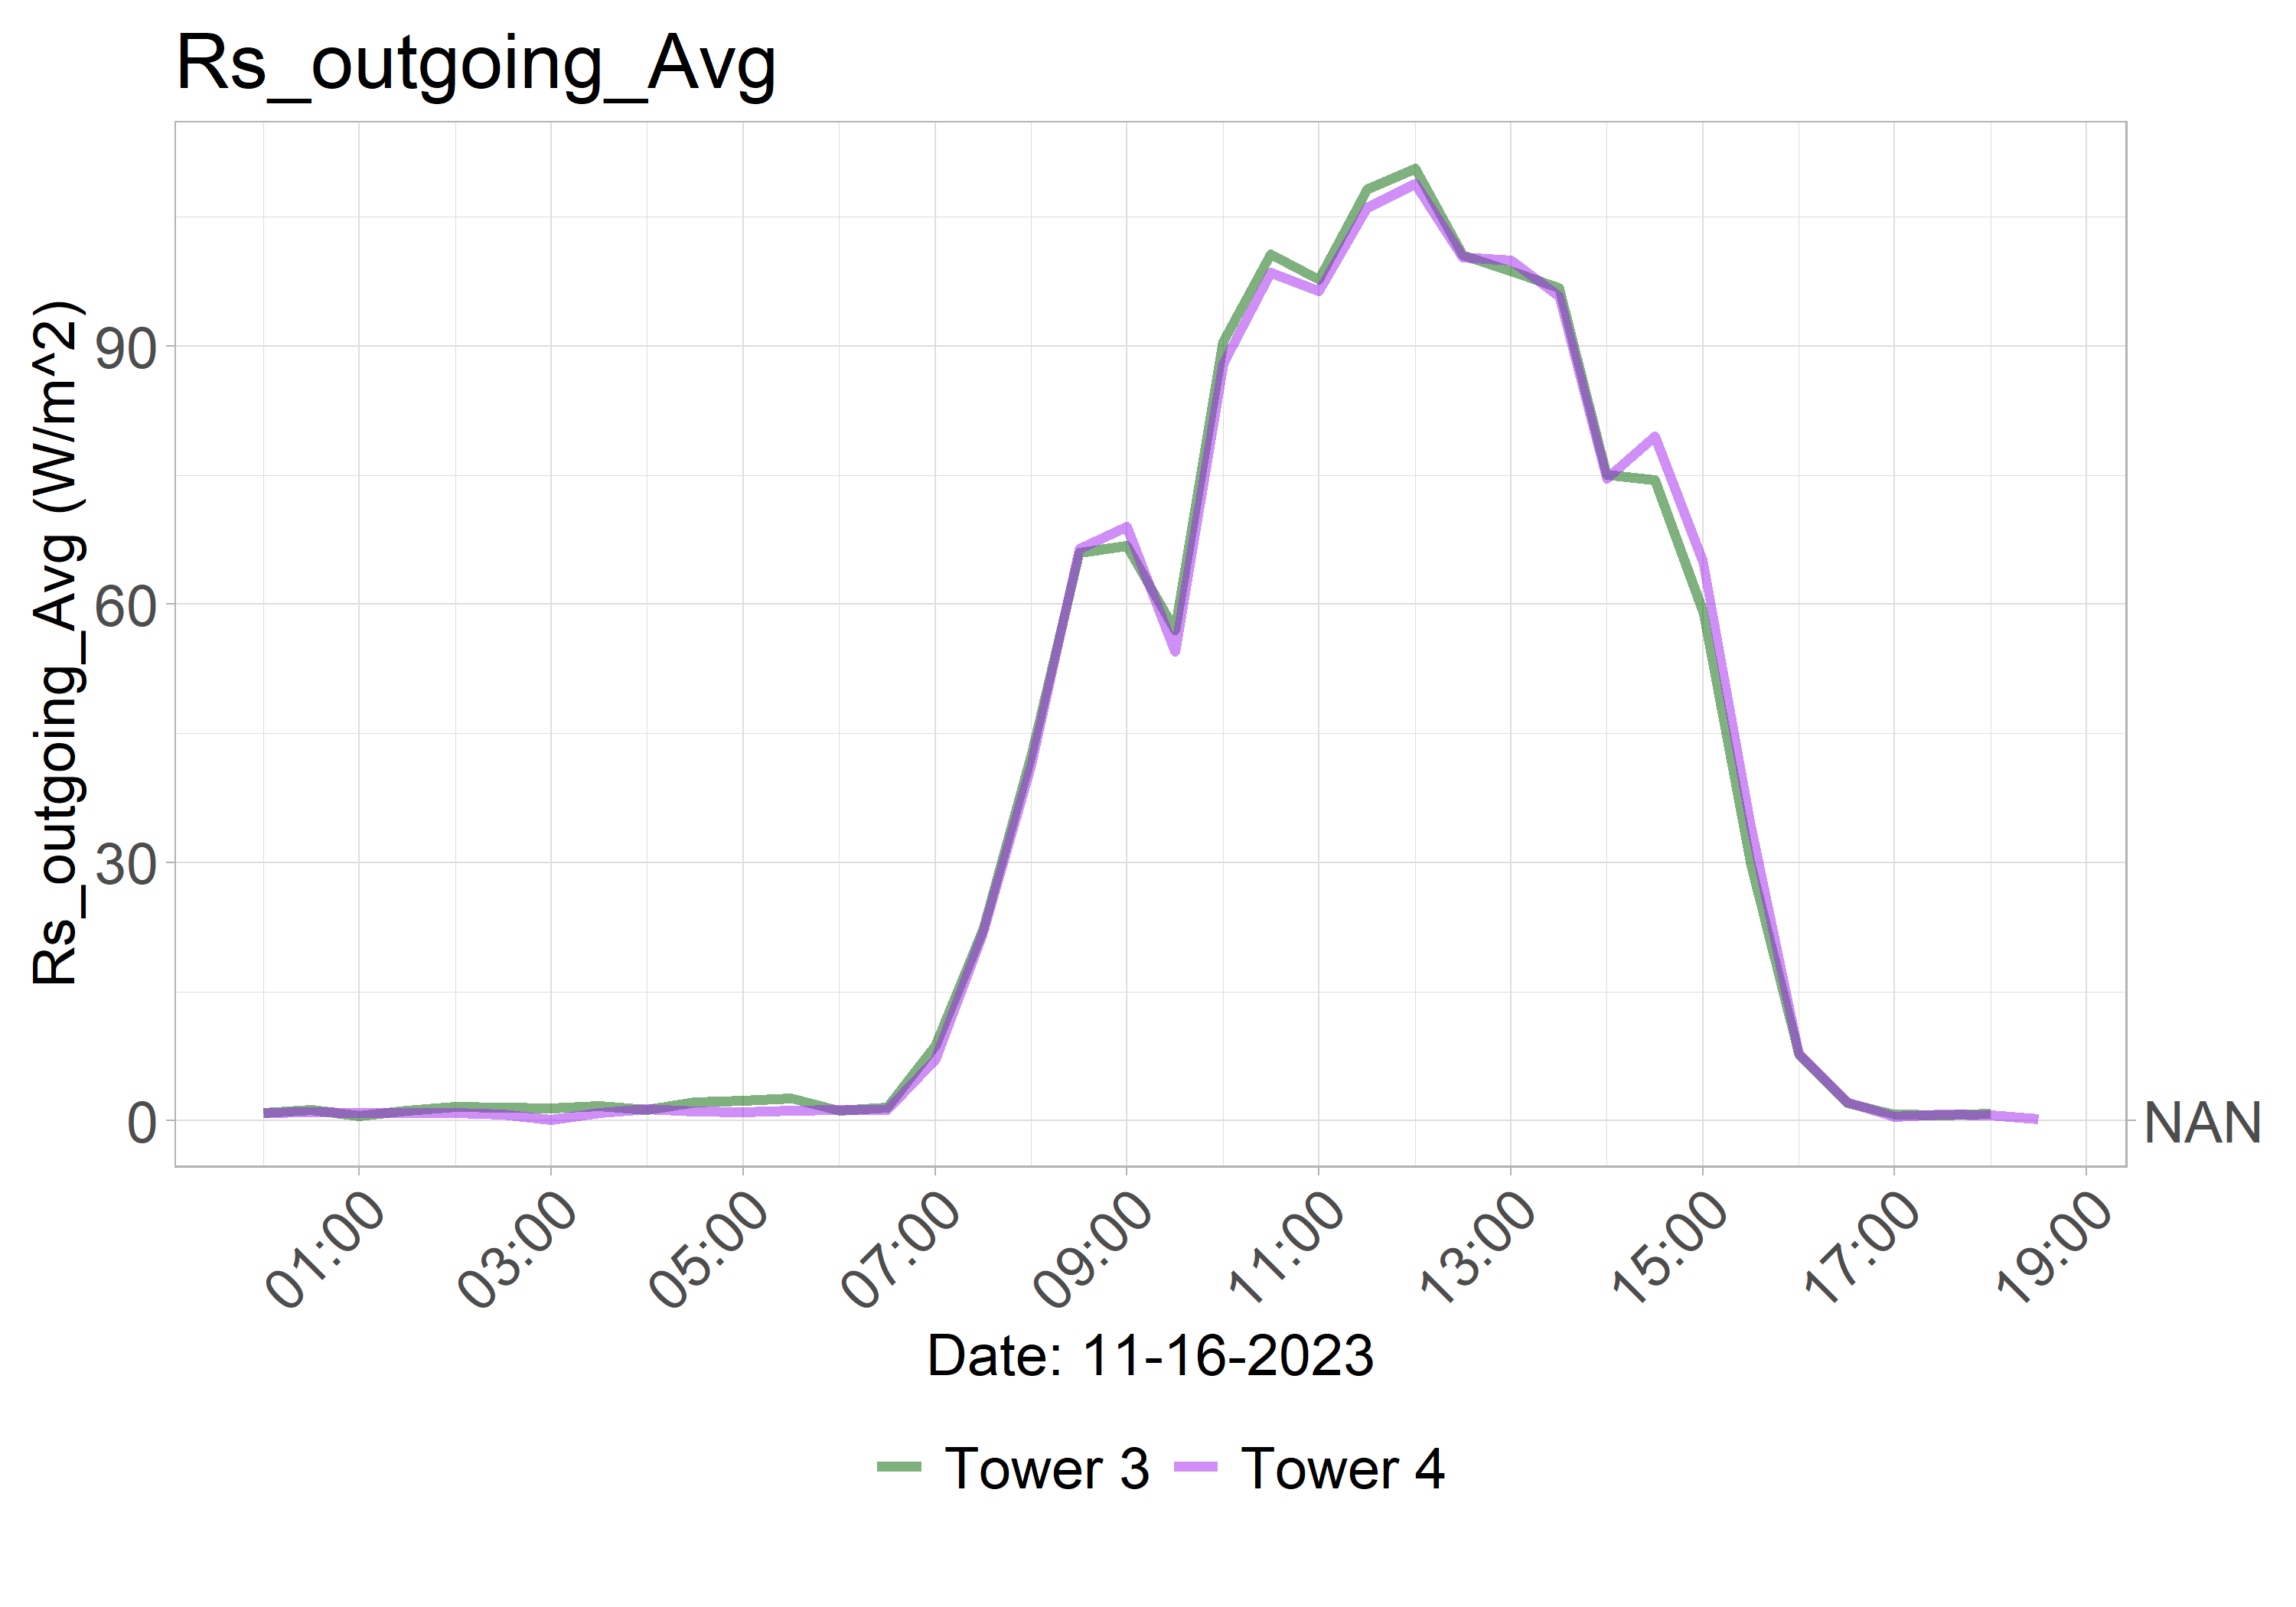 Rs_outgoing_Avg
Rs_outgoing_Avg (W/m^2)
90
60
30
0
NAN
01:00 03:00 05:00 07:00 09:00 11:00 13:00 15:00 17:00 19:00
Date: 11-16-2023
Tower 3 Tower 4